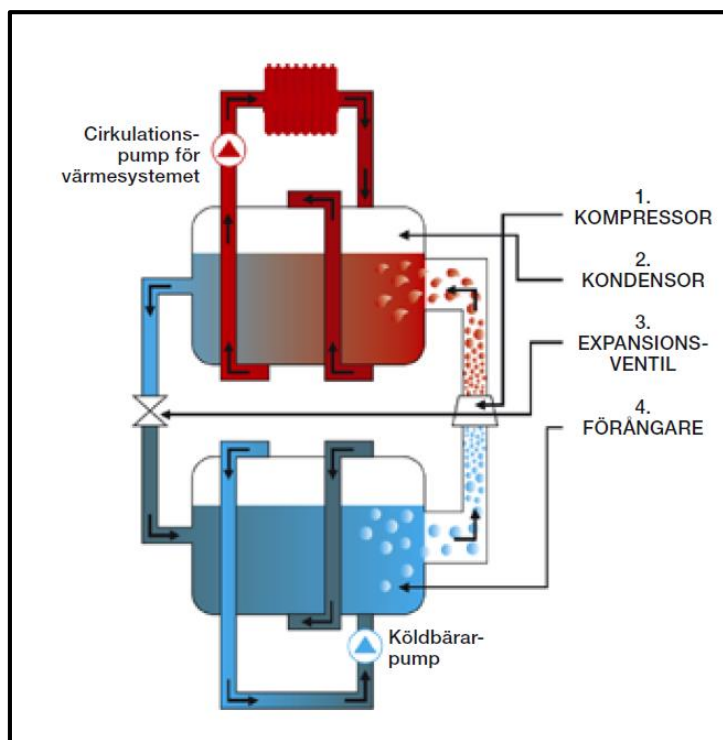 Cirkulations-
pump för
värmesystemet
1.
KOMPRESSOR
2.
KONDENSOR
3.
EXPANSIONS-
VENTIL
4.
FÖRÅNGARE
Köldbärar-
pump